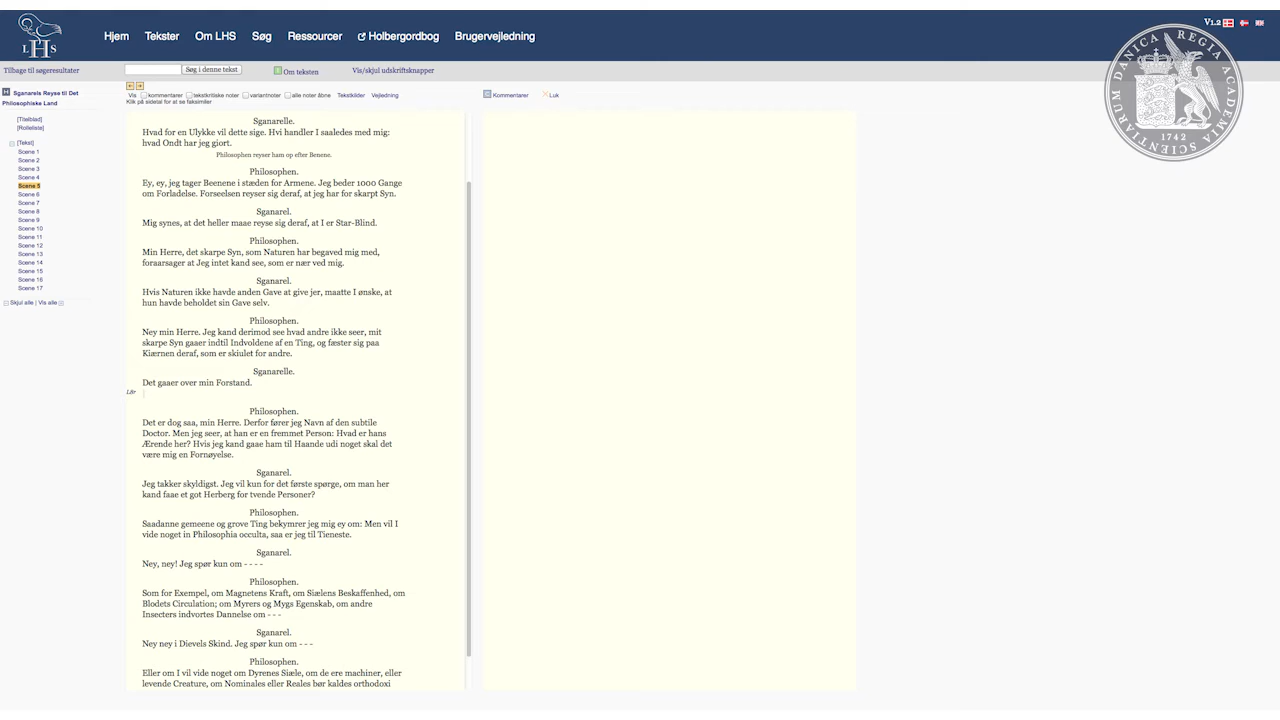 LHS
Hjem Tekster Om LHS Søg Ressourcer Holbergordbog Brugervejledning
V1.2
Tilbage til søgeresultater
Søg i denne tekst
Om teksten
Vis/skjul udskriftsknapper
REGIA ACADEMIA SCIENTIARUM DANICA
1742
Sganarels Reyse til Det
Philosophiske Land
[Titelblad]
[Rolleliste]
[Tekst]
Scene 1
Scene 2
Scene 3
Scene 4
Scene 5
Scene 6
Scene 7
Scene 8
Scene 9
Scene 10
Scene 11
Scene 12
Scene 13
Scene 14
Scene 15
Scene 16
Scene 17
Skjul alle | Vis alle
Vis kommentarer tekstkritiske noter variantnoter alle noter åbne Tekstkilder Vejledning
Klik på sidetal for at se faksimiler
Kommentarer
Luk
Sganarelle.
Hvad for en Ulykke vil dette sige. Hvi handler I saaledes med mig:
hvad Ondt har jeg giort.
Philosophen reyser ham op efter Benene.
Philosophen.
Ey, ey, jeg tager Beenene i stæden for Armene. Jeg beder 1000 Gange
om Forladelse. Forseelsen reyser sig deraf, at jeg har for skarpt Syn.
Sganarel.
Mig synes, at det heller maae reyse sig deraf, at I er Star-Blind.
Philosophen.
Min Herre, det skarpe Syn, som Naturen har begaved mig med,
foraarsager at Jeg intet kand see, som er nær ved mig.
Sganarel.
Hvis Naturen ikke havde anden Gave at give jer, maatte I ønske, at
hun havde beholdet sin Gave selv.
Philosophen.
Ney min Herre. Jeg kand derimod see hvad andre ikke seer, mit
skarpe Syn gaaer indtil Indvoldene af en Ting, og fæster sig paa
Kiærnen deraf, som er skiulet for andre.
Sganarelle.
Det gaaer over min Forstand.
L8r
Philosophen.
Det er dog saa, min Herre. Derfor fører jeg Navn af den subtile
Doctor. Men jeg seer, at han er en fremmet Person: Hvad er hans
Ærende her? Hvis jeg kand gaae ham til Haande udi noget skal det
være mig en Fornøyelse.
Sganarel.
Jeg takker skyldigst. Jeg vil kun for det første spørge, om man her
kand faae et got Herberg for tvende Personer?
Philosophen.
Saadanne gemeene og grove Ting bekymrer jeg mig ey om: Men vil I
vide noget in Philosophia occulta, saa er jeg til Tieneste.
Sganarel.
Ney, ney! Jeg spør kun om - - - -
Philosophen.
Som for Exempel, om Magnetens Kraft, om Siælens Beskaffenhed, om
Blodets Circulation; om Myrers og Mygs Egenskab, om andre
Insecters indvortes Dannelse om - - -
Sganarel.
Ney ney i Dievels Skind. Jeg spør kun om - - -
Philosophen.
Eller om I vil vide noget om Dyrenes Siæle, om de ere machiner, eller
levende Creature, om Nominales eller Reales bør kaldes orthodoxi